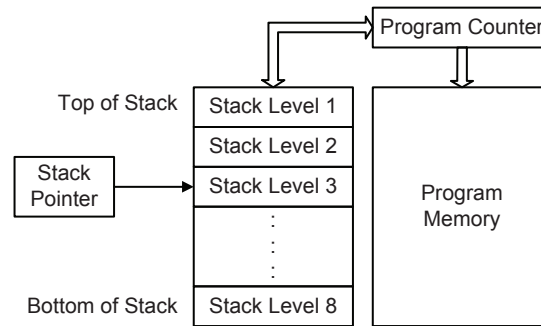 Program Counter
Top of Stack
Stack Level 1
Stack Level 2
Stack
Pointer
Stack Level 3
Program
Memory
Bottom of Stack
Stack Level 8